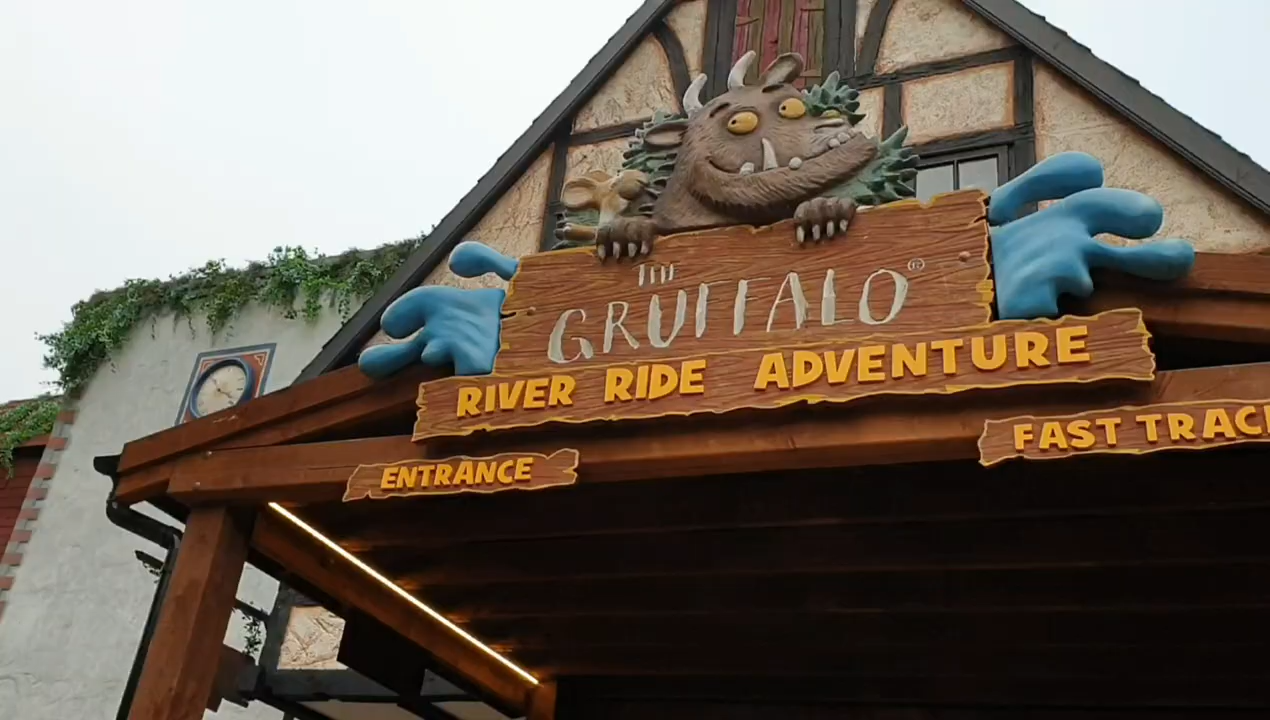 THE
GRUFFALO®
RIVER RIDE ADVENTURE
ENTRANCE
FAST TRAC